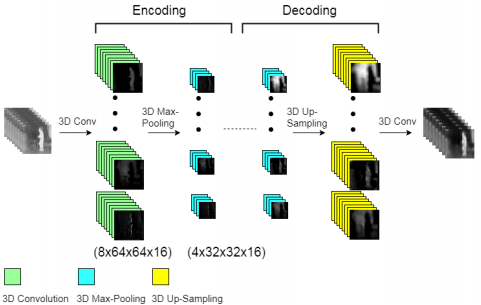 Encoding Decoding
3D Conv
3D Max-
Pooling
3D Up-
Sampling
3D Conv
(8x64x64x16) (4x32x32x16)
3D Convolution 3D Max-Pooling 3D Up-Sampling